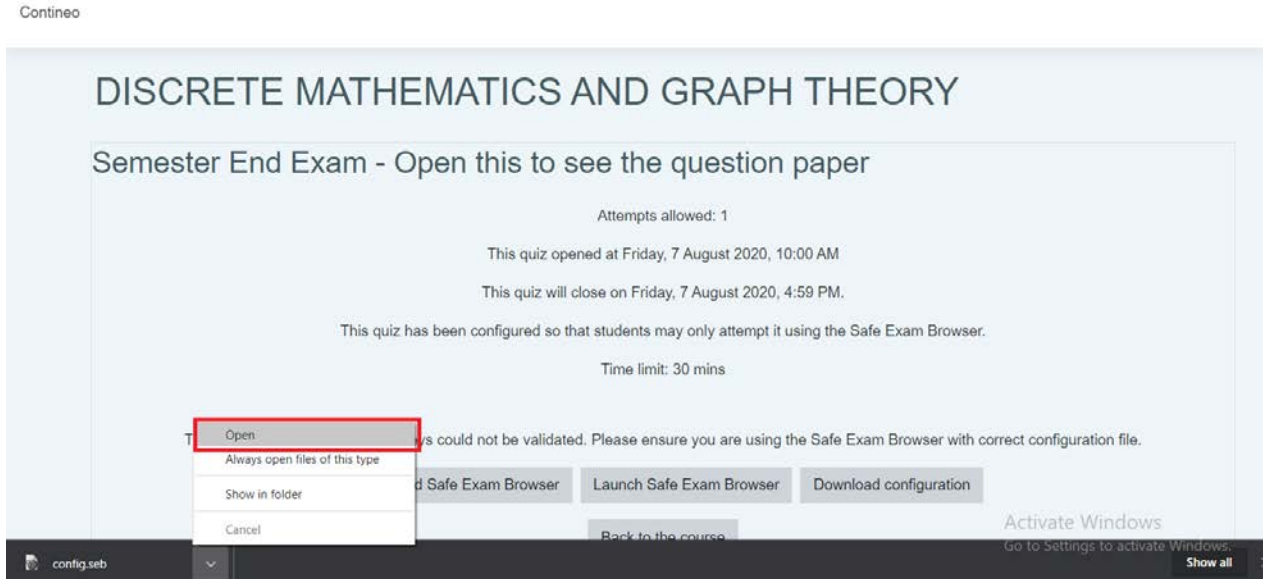 Contineo
DISCRETE MATHEMATICS AND GRAPH THEORY
Semester End Exam - Open this to see the question paper
Attempts allowed: 1
This quiz opened at Friday, 7 August 2020, 10:00 AM
This quiz will close on Friday, 7 August 2020, 4:59 PM.
This quiz has been configured so that students may only attempt it using the Safe Exam Browser.
Time limit: 30 mins
could not be validated. Please ensure you are using the Safe Exam Browser with correct configuration file.
Open
Always open files of this type
Show in folder
Cancel
Safe Exam Browser
Launch Safe Exam Browser
Download configuration
Back to the course
Activate Windows
Go to Settings to activate Windows.
config.seb
Show all